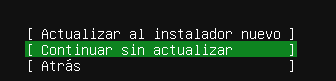 [ Actualizar al instalador nuevo ]
[ Continuar sin actualizar ]
[ Atrás ]